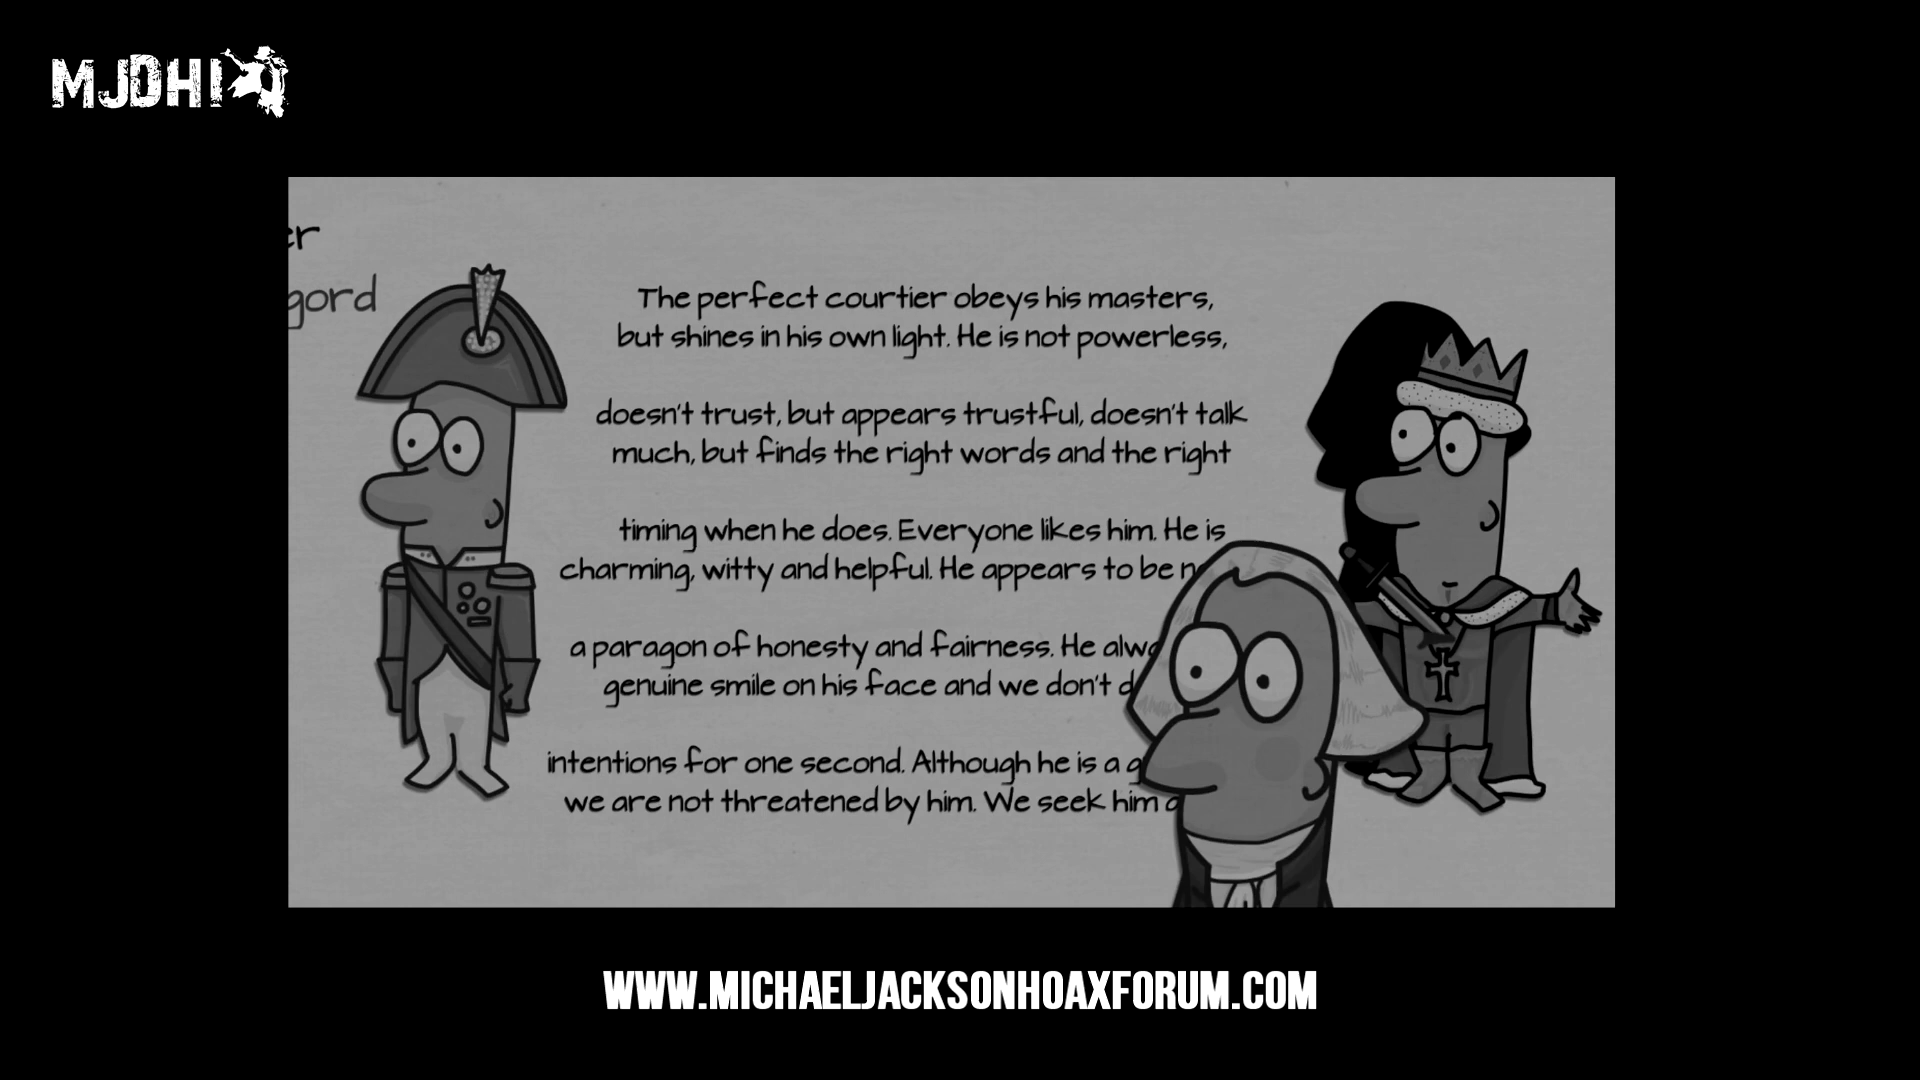 MJDHI
er
gord
The perfect courtier obeys his masters,
but shines in his own light. He is not powerless,
doesn't trust, but appears trustful, doesn't talk
much, but finds the right words and the right
timing when he does. Everyone likes him. He is
charming, witty and helpful. He appears to be
a paragon of honesty and fairness. He
genuine smile on his face and we don't
intentions for one second. Although he is a
we are not threatened by him. We seek him
WWW.MICHAELJACKSONHOAXFORUM.COM